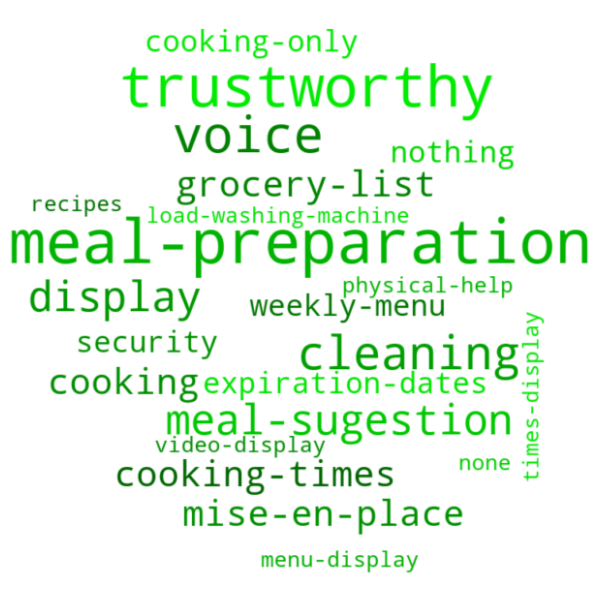 cooking-only
trustworthy
voice
nothing
grocery-list
recipes
load-washing-machine
meal-preparation
physical-help
display
weekly-menu
security
cleaning
times-display
cooking
expiration-dates
meal-sugestion
video-display
none
cooking-times
mise-en-place
menu-display